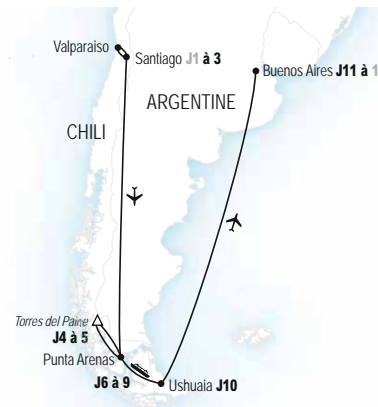 Valparaiso
Santiago J1 à 3
Buenos Aires J11 à 1
ARGENTINE
CHILI
Torres del Paine
J4 à 5
Punta Arenas
J6 à 9
Ushuaia J10